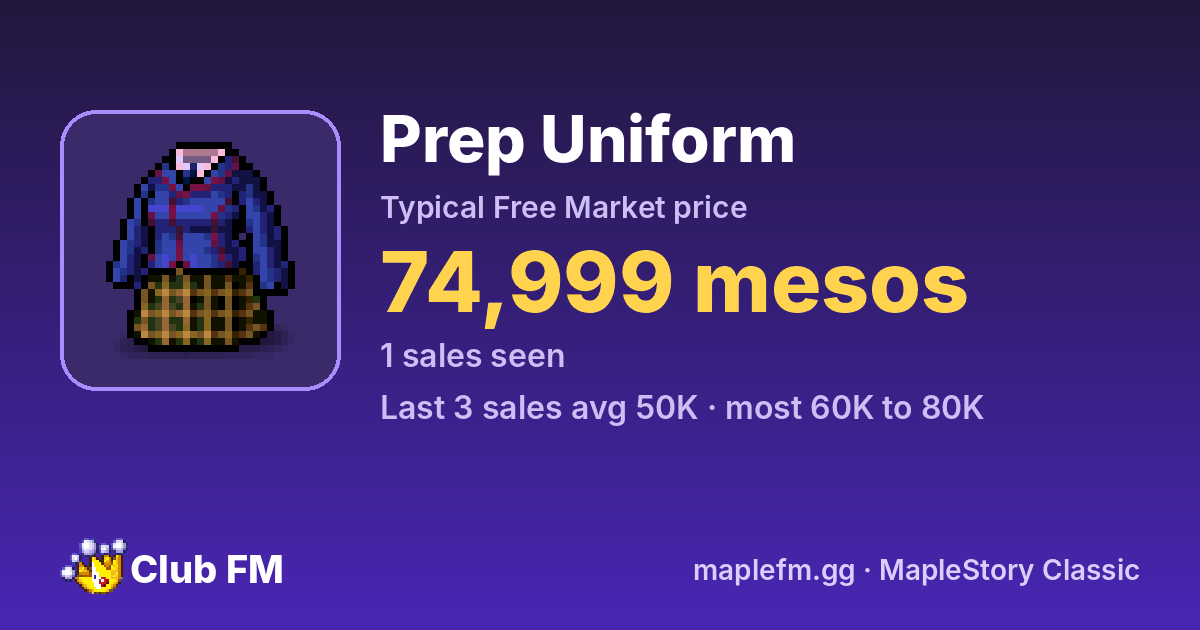 Prep Uniform
Typical Free Market price
74,999 mesos
1 sales seen
Last 3 sales avg 50K · most 60K to 80K
Club FM
maplefm.gg · MapleStory Classic